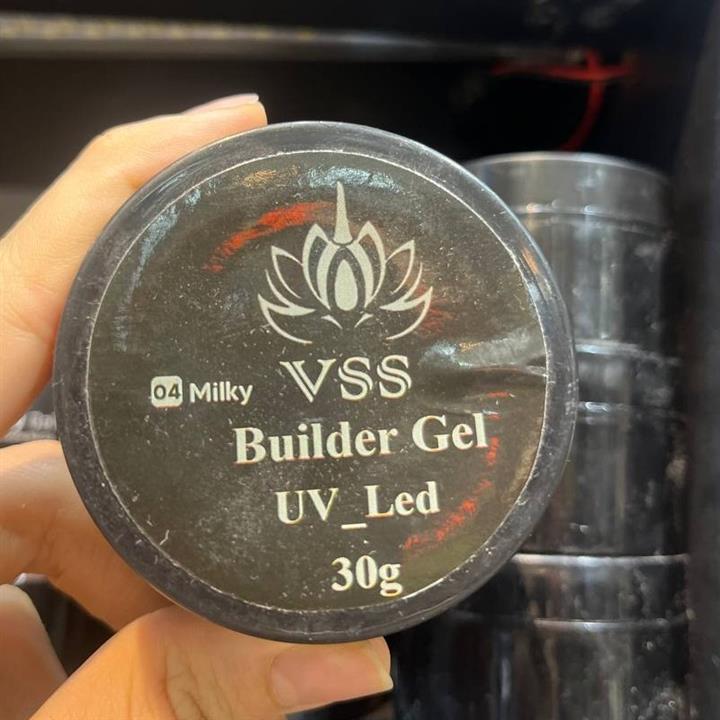 VSS
04 Milky
Builder Gel
UV_Led
30g